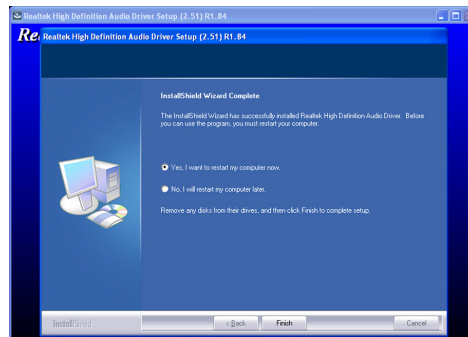 Realtek High Definition Audio Driver Setup (2.51) R1.84
Re
Realtek High Definition Audio Driver Setup (2.51) R1.84
InstallShield Wizard Complete
The InstallShield Wizard has successfully installed Realtek High Definition Audio Driver. Before
you can use the program, you must restart your computer.
Yes, I want to restart my computer now.
No, I will restart my computer later.
Remove any disks from their drives, and then click Finish to complete setup.
InstallShield
< Back
Finish
Cancel